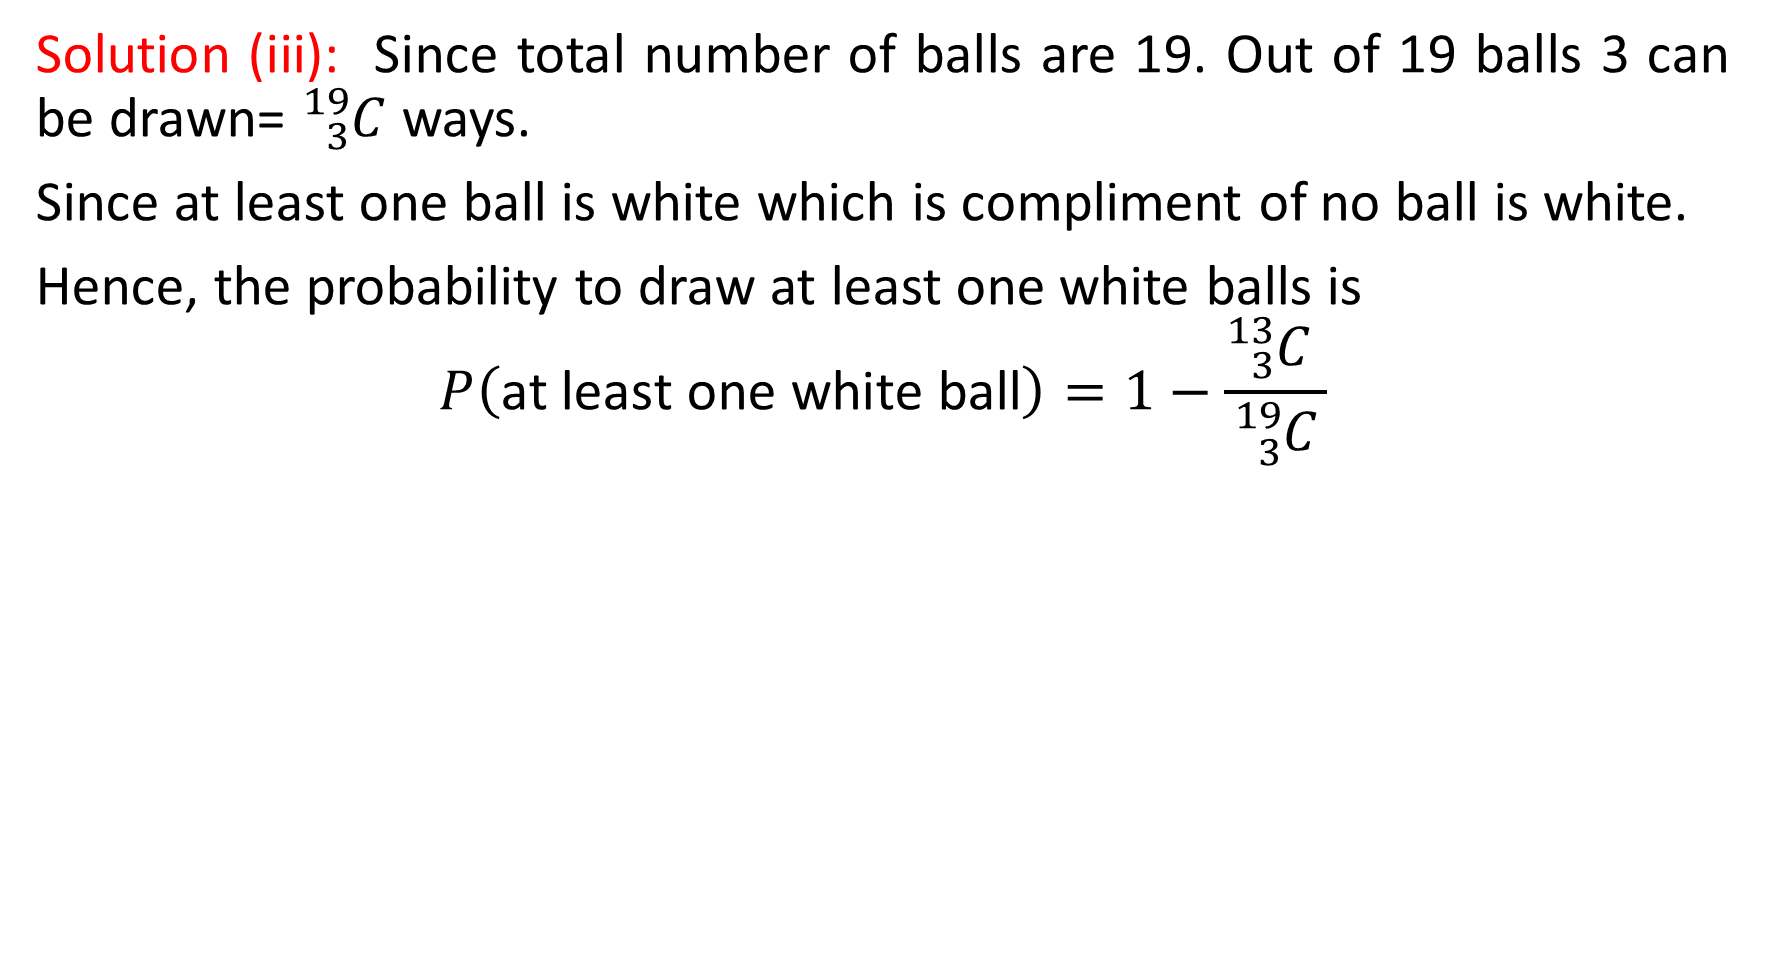 Solution (iii): Since total number of balls are 19. Out of 19 balls 3 can
be drawn= ¹⁹₃C ways.
Since at least one ball is white which is compliment of no ball is white.
Hence, the probability to draw at least one white balls is
P(at least one white ball) = 1 − ¹³₃C / ¹⁹₃C